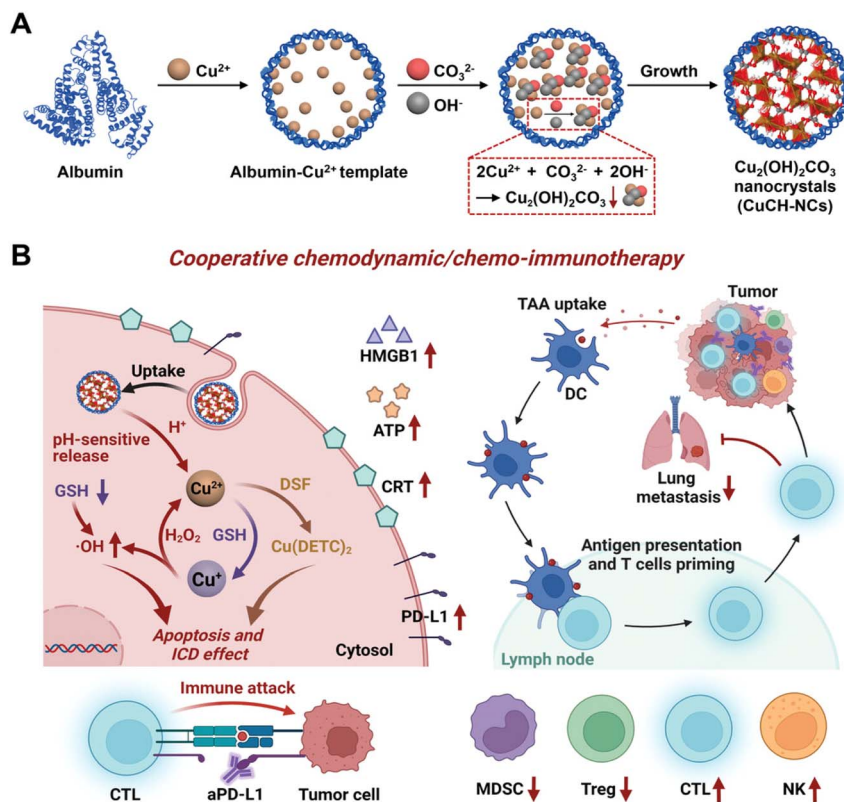 A
Cu²⁺
CO₃²⁻
OH⁻
Growth
Albumin
Albumin-Cu²⁺ template
2Cu²⁺ + CO₃²⁻ + 2OH⁻
→ Cu₂(OH)₂CO₃ ↓
Cu₂(OH)₂CO₃
nanocrystals
(CuCH-NCs)
B
Cooperative chemodynamic/chemo-immunotherapy
Uptake
H⁺
pH-sensitive
release
GSH
Cu²⁺
DSF
·OH
H₂O₂
GSH
Cu(DETC)₂
Cu⁺
Apoptosis and
ICD effect
Cytosol
HMGB1
ATP
CRT
PD-L1
TAA uptake
DC
Tumor
Lung
metastasis
Antigen presentation
and T cells priming
Lymph node
Immune attack
CTL
aPD-L1
Tumor cell
MDSC
Treg
CTL
NK